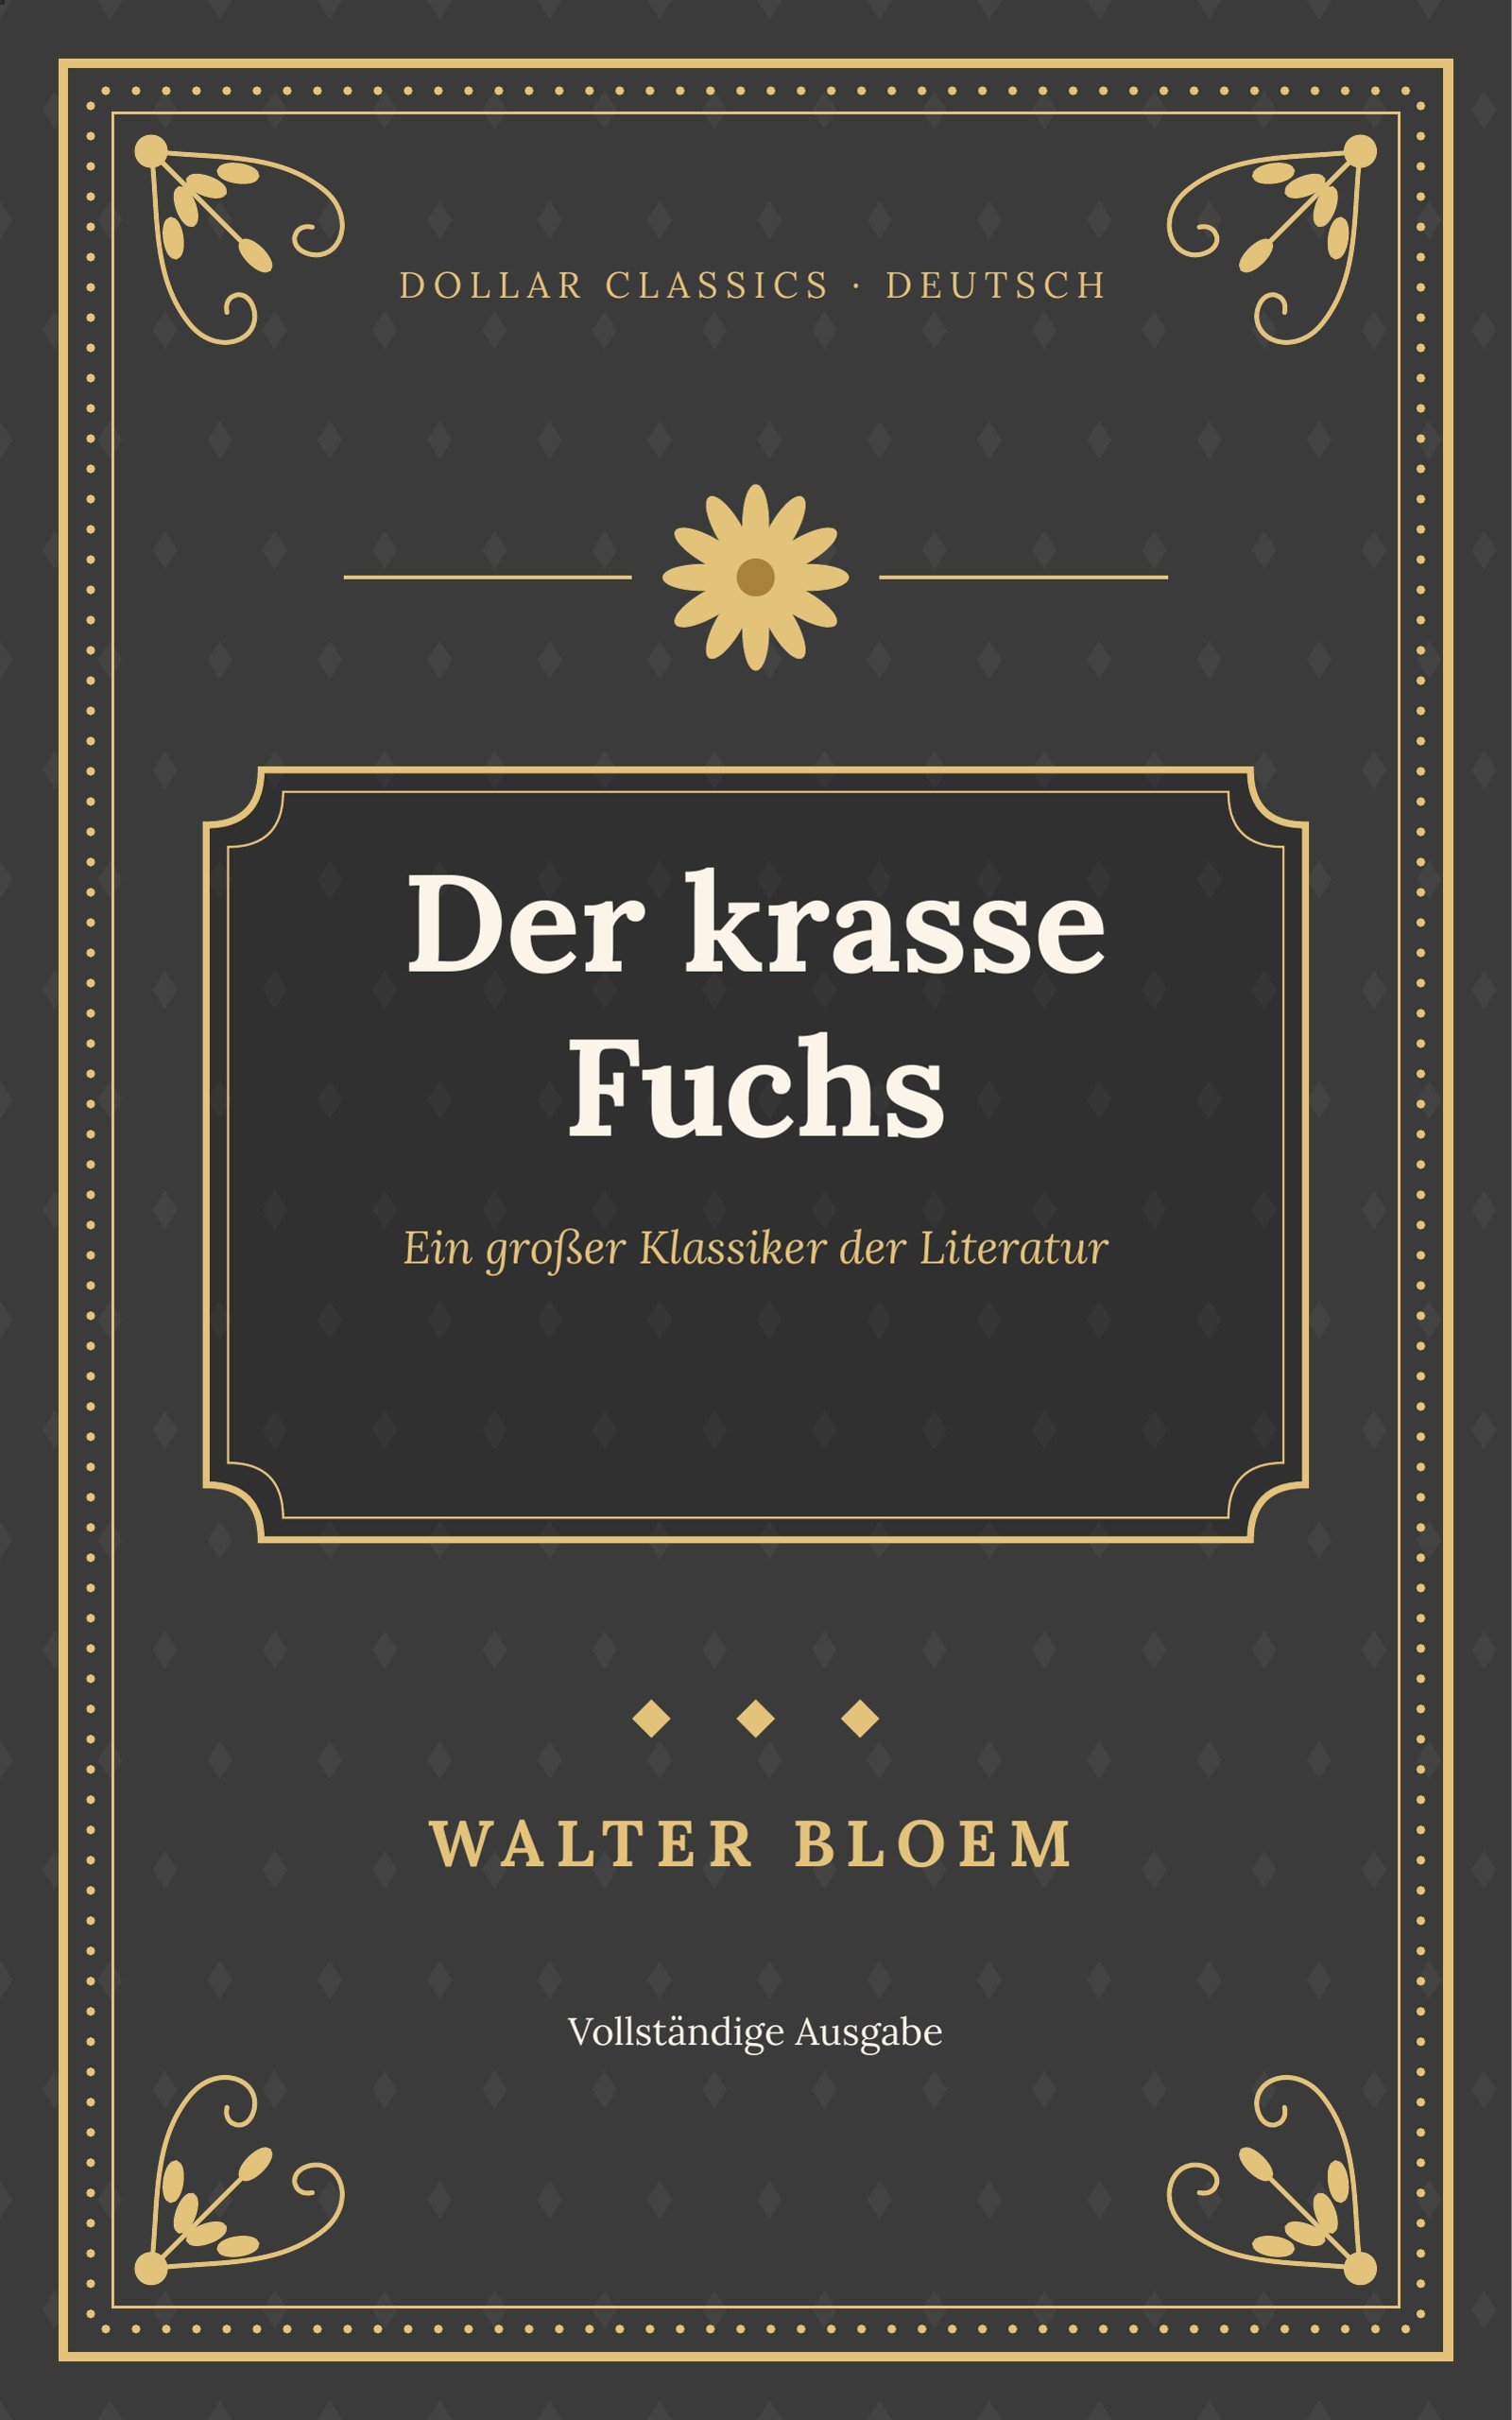 DOLLAR CLASSICS · DEUTSCH
Der krasse
Fuchs
Ein großer Klassiker der Literatur
WALTER BLOEM
Vollständige Ausgabe